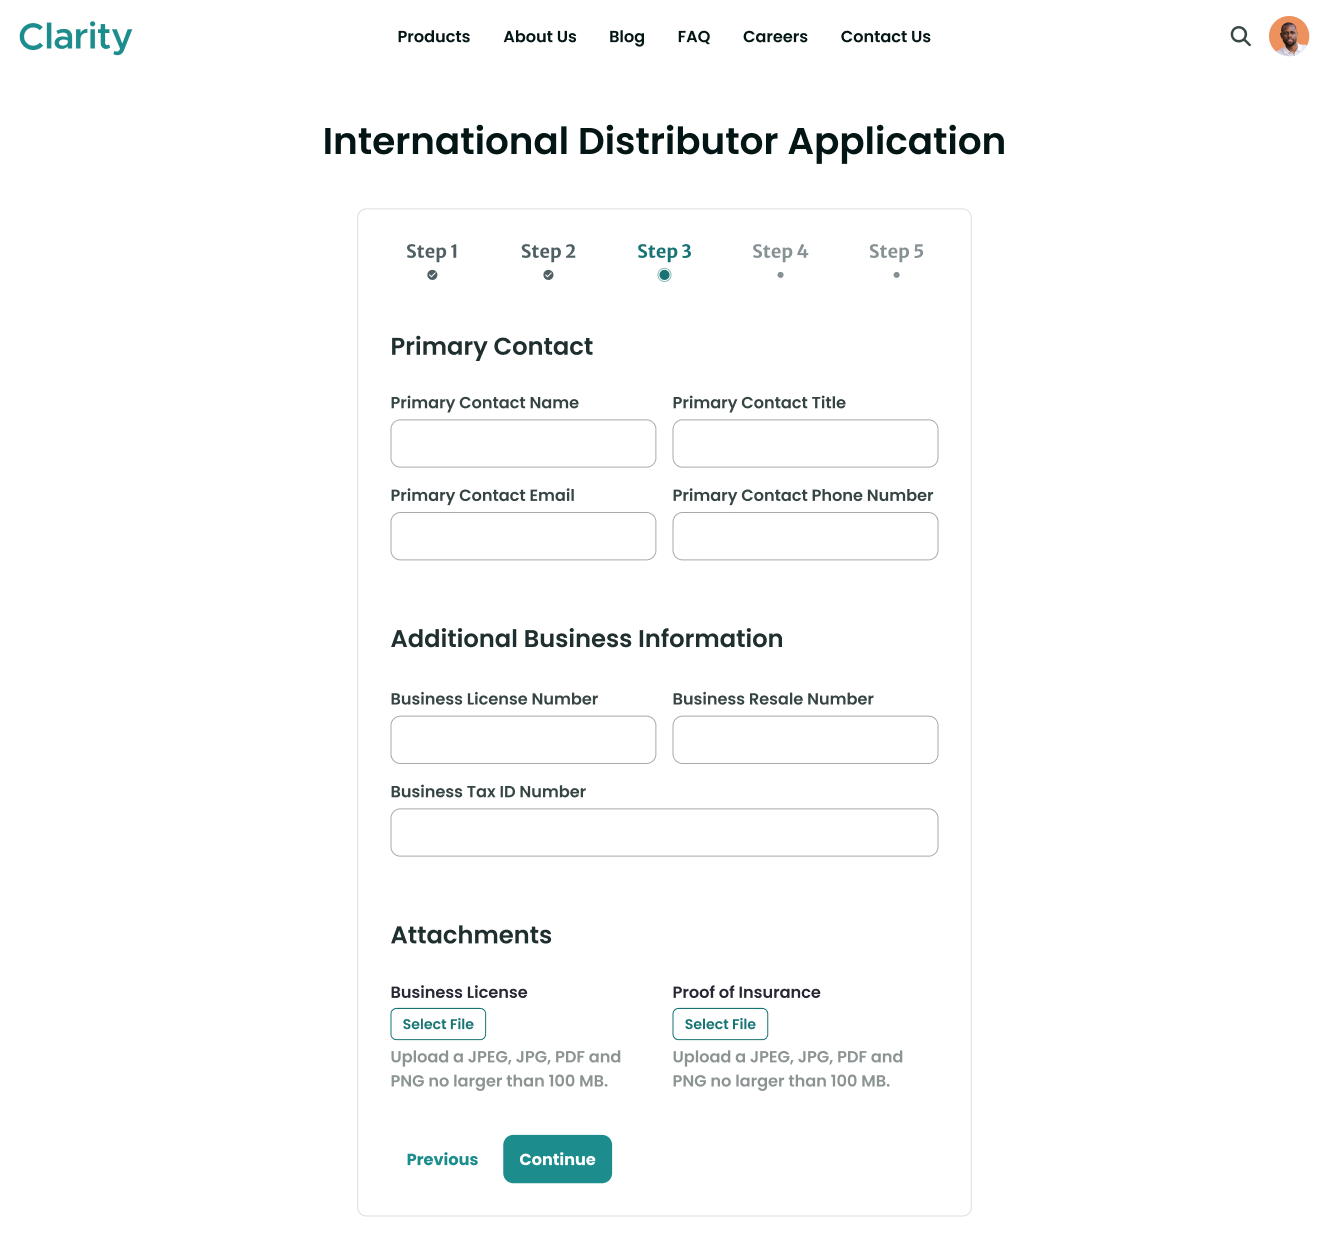 Clarity
Products About Us Blog FAQ Careers Contact Us
International Distributor Application
Step 1 Step 2 Step 3 Step 4 Step 5
Primary Contact
Primary Contact Name Primary Contact Title
Primary Contact Email Primary Contact Phone Number
Additional Business Information
Business License Number Business Resale Number
Business Tax ID Number
Attachments
Business License Proof of Insurance
Select File Select File
Upload a JPEG, JPG, PDF and Upload a JPEG, JPG, PDF and
PNG no larger than 100 MB. PNG no larger than 100 MB.
Previous Continue